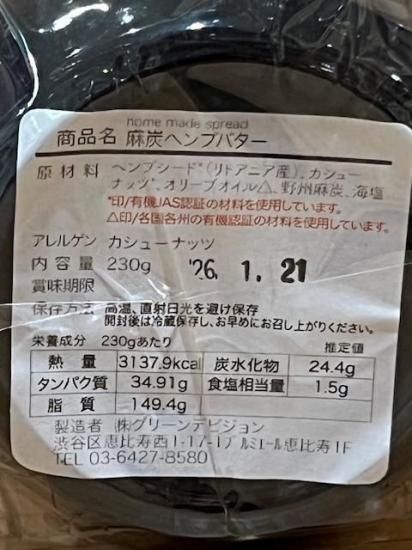 home made spread
商品名 麻炭ヘンプバター
原材料 ヘンプシード*(リトアニア産)、カシュー
ナッツ*、オリーブオイル△、野州麻炭、海塩
*印/有機JAS認証の材料を使用しています。
△印/各国各州の有機認証の材料を使用しています。
アレルゲン カシューナッツ
内容量 230g '26. 1. 21
賞味期限
保存方法 高温、直射日光を避け保存
開封後は冷蔵保存し、お早めにお召し上がりください。
栄養成分 230gあたり 推定値
熱量 3137.9kcal 炭水化物 24.4g
タンパク質 34.91g 食塩相当量 1.5g
脂質 149.4g
製造者 ㈱グリーンデビジョン
渋谷区恵比寿西1-17-1プルミエール恵比寿1F
TEL 03-6427-8580